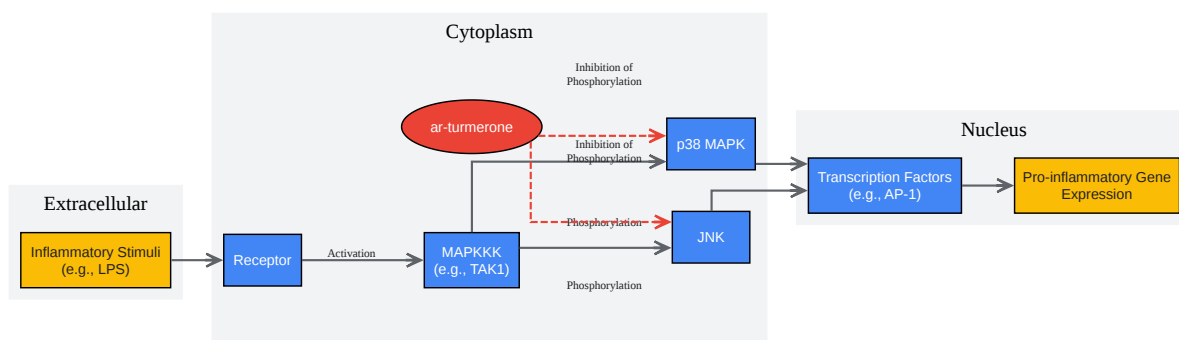 Cytoplasm
Inhibition of
Phosphorylation
ar-turmerone
p38 MAPK
Inhibition of
Phosphorylation
Nucleus
Transcription Factors
(e.g., AP-1)
Pro-inflammatory Gene
Expression
Extracellular
Inflammatory Stimuli
(e.g., LPS)
Receptor
Activation
MAPKKK
(e.g., TAK1)
Phosphorylation
JNK
Phosphorylation